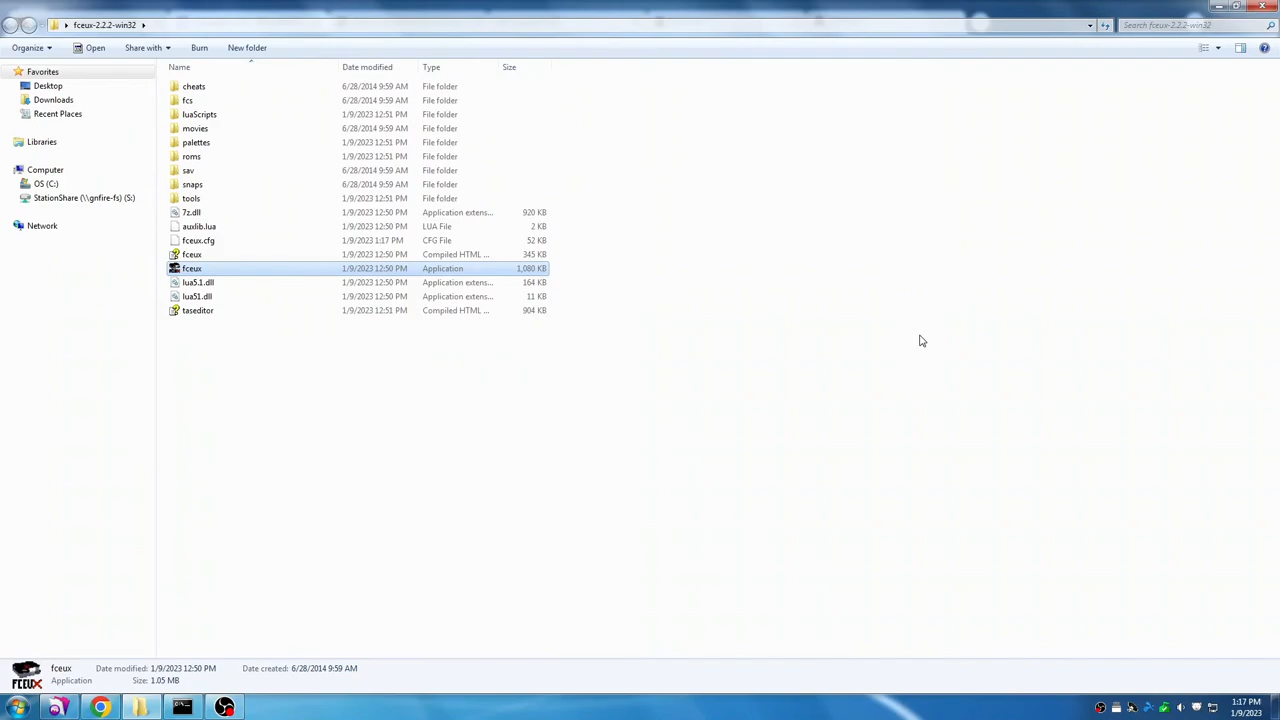 fceux-2.2.2-win32
Search fceux-2.2.2-win32
Organize Open Share with Burn New folder
Name Date modified Type Size
Favorites
Desktop
Downloads
Recent Places
Libraries
Computer
OS (C:)
StationShare (\\gnfire-fs) (S:)
Network
cheats 6/28/2014 9:59 AM File folder
fcs 6/28/2014 9:59 AM File folder
luaScripts 1/9/2023 12:51 PM File folder
movies 6/28/2014 9:59 AM File folder
palettes 1/9/2023 12:51 PM File folder
roms 1/9/2023 12:51 PM File folder
sav 6/28/2014 9:59 AM File folder
snaps 6/28/2014 9:59 AM File folder
tools 1/9/2023 12:51 PM File folder
7z.dll 1/9/2023 12:50 PM Application extens... 920 KB
auxlib.lua 1/9/2023 12:50 PM LUA File 2 KB
fceux.cfg 1/9/2023 1:17 PM CFG File 52 KB
fceux 1/9/2023 12:50 PM Compiled HTML ... 345 KB
fceux 1/9/2023 12:50 PM Application 1,080 KB
lua5.1.dll 1/9/2023 12:50 PM Application extens... 164 KB
lua51.dll 1/9/2023 12:50 PM Application extens... 11 KB
taseditor 1/9/2023 12:51 PM Compiled HTML ... 904 KB
FCEUX
fceux Date modified: 1/9/2023 12:50 PM Date created: 6/28/2014 9:59 AM
Application Size: 1.05 MB
1:17 PM
1/9/2023